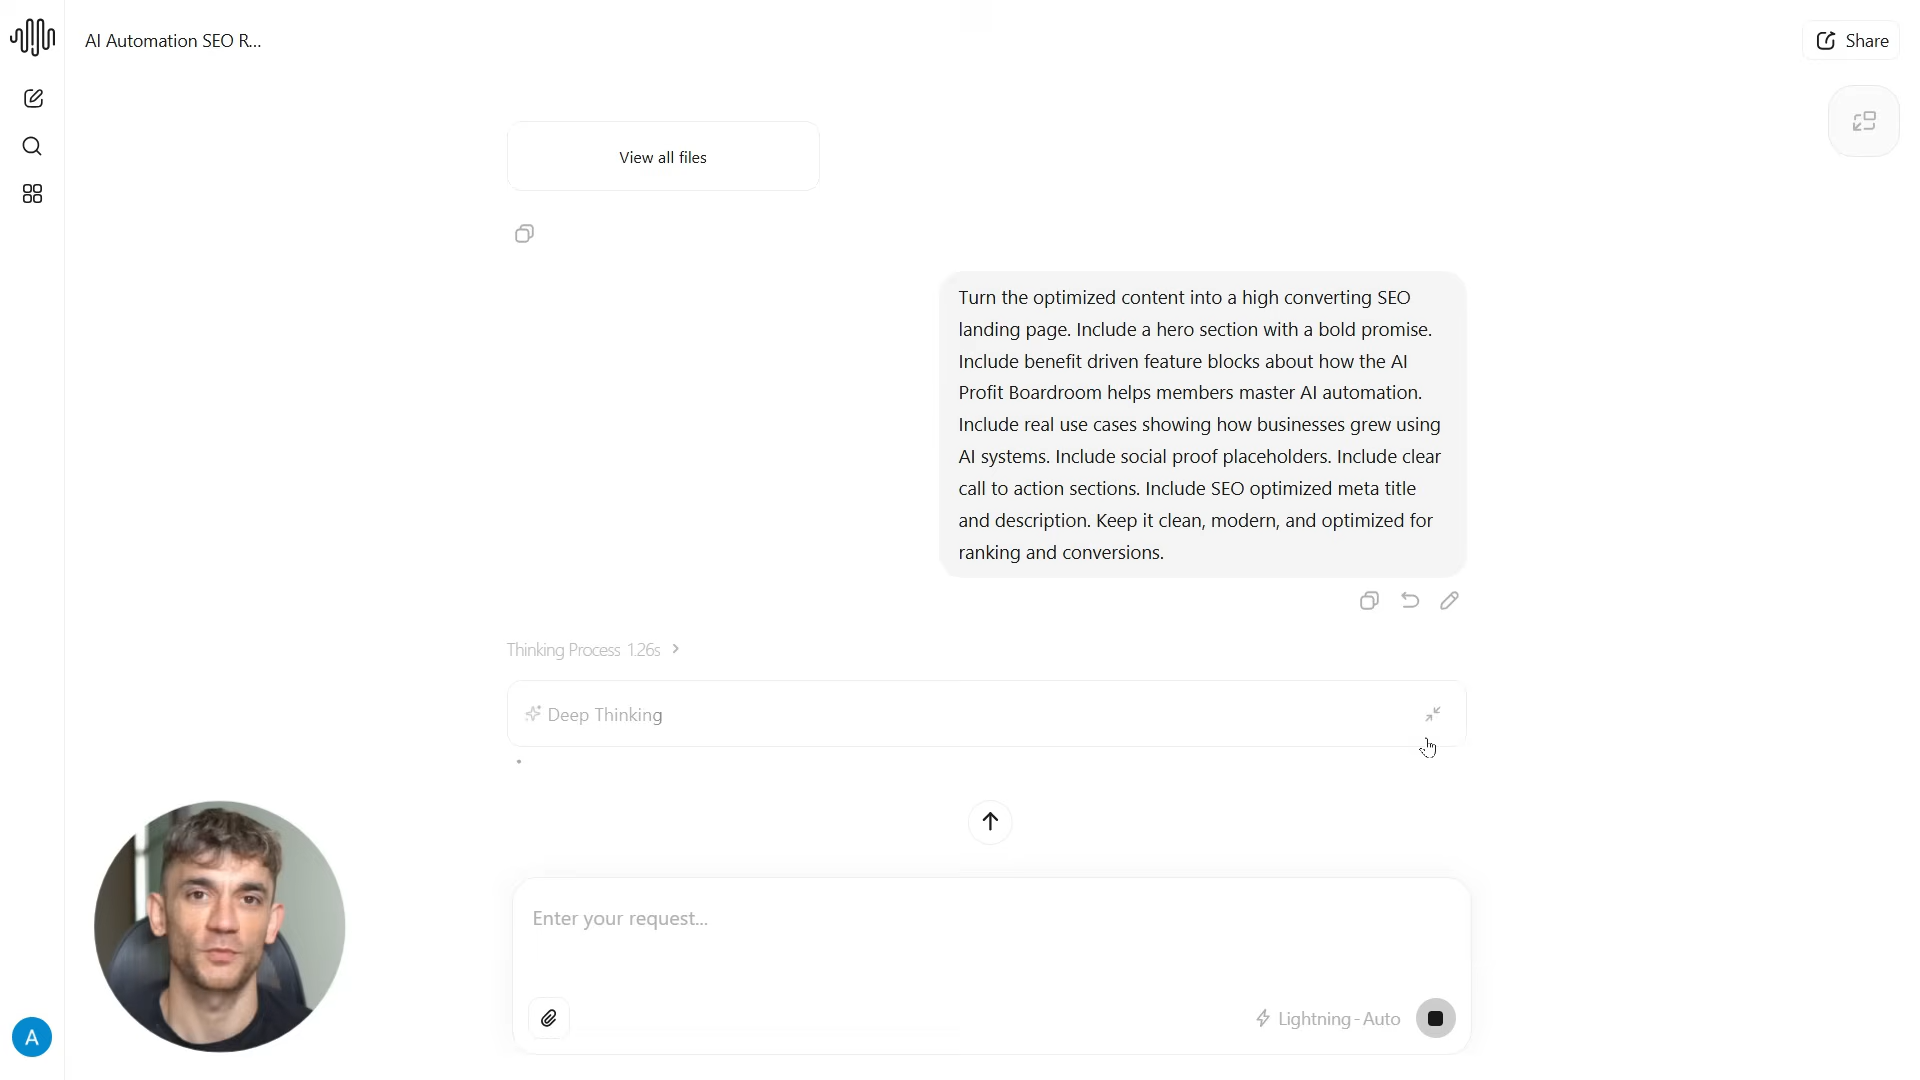 AI Automation SEO R...
Share
View all files
Turn the optimized content into a high converting SEO
landing page. Include a hero section with a bold promise.
Include benefit driven feature blocks about how the AI
Profit Boardroom helps members master AI automation.
Include real use cases showing how businesses grew using
AI systems. Include social proof placeholders. Include clear
call to action sections. Include SEO optimized meta title
and description. Keep it clean, modern, and optimized for
ranking and conversions.
Thinking Process 1.26s
Deep Thinking
Enter your request...
Lightning - Auto
A